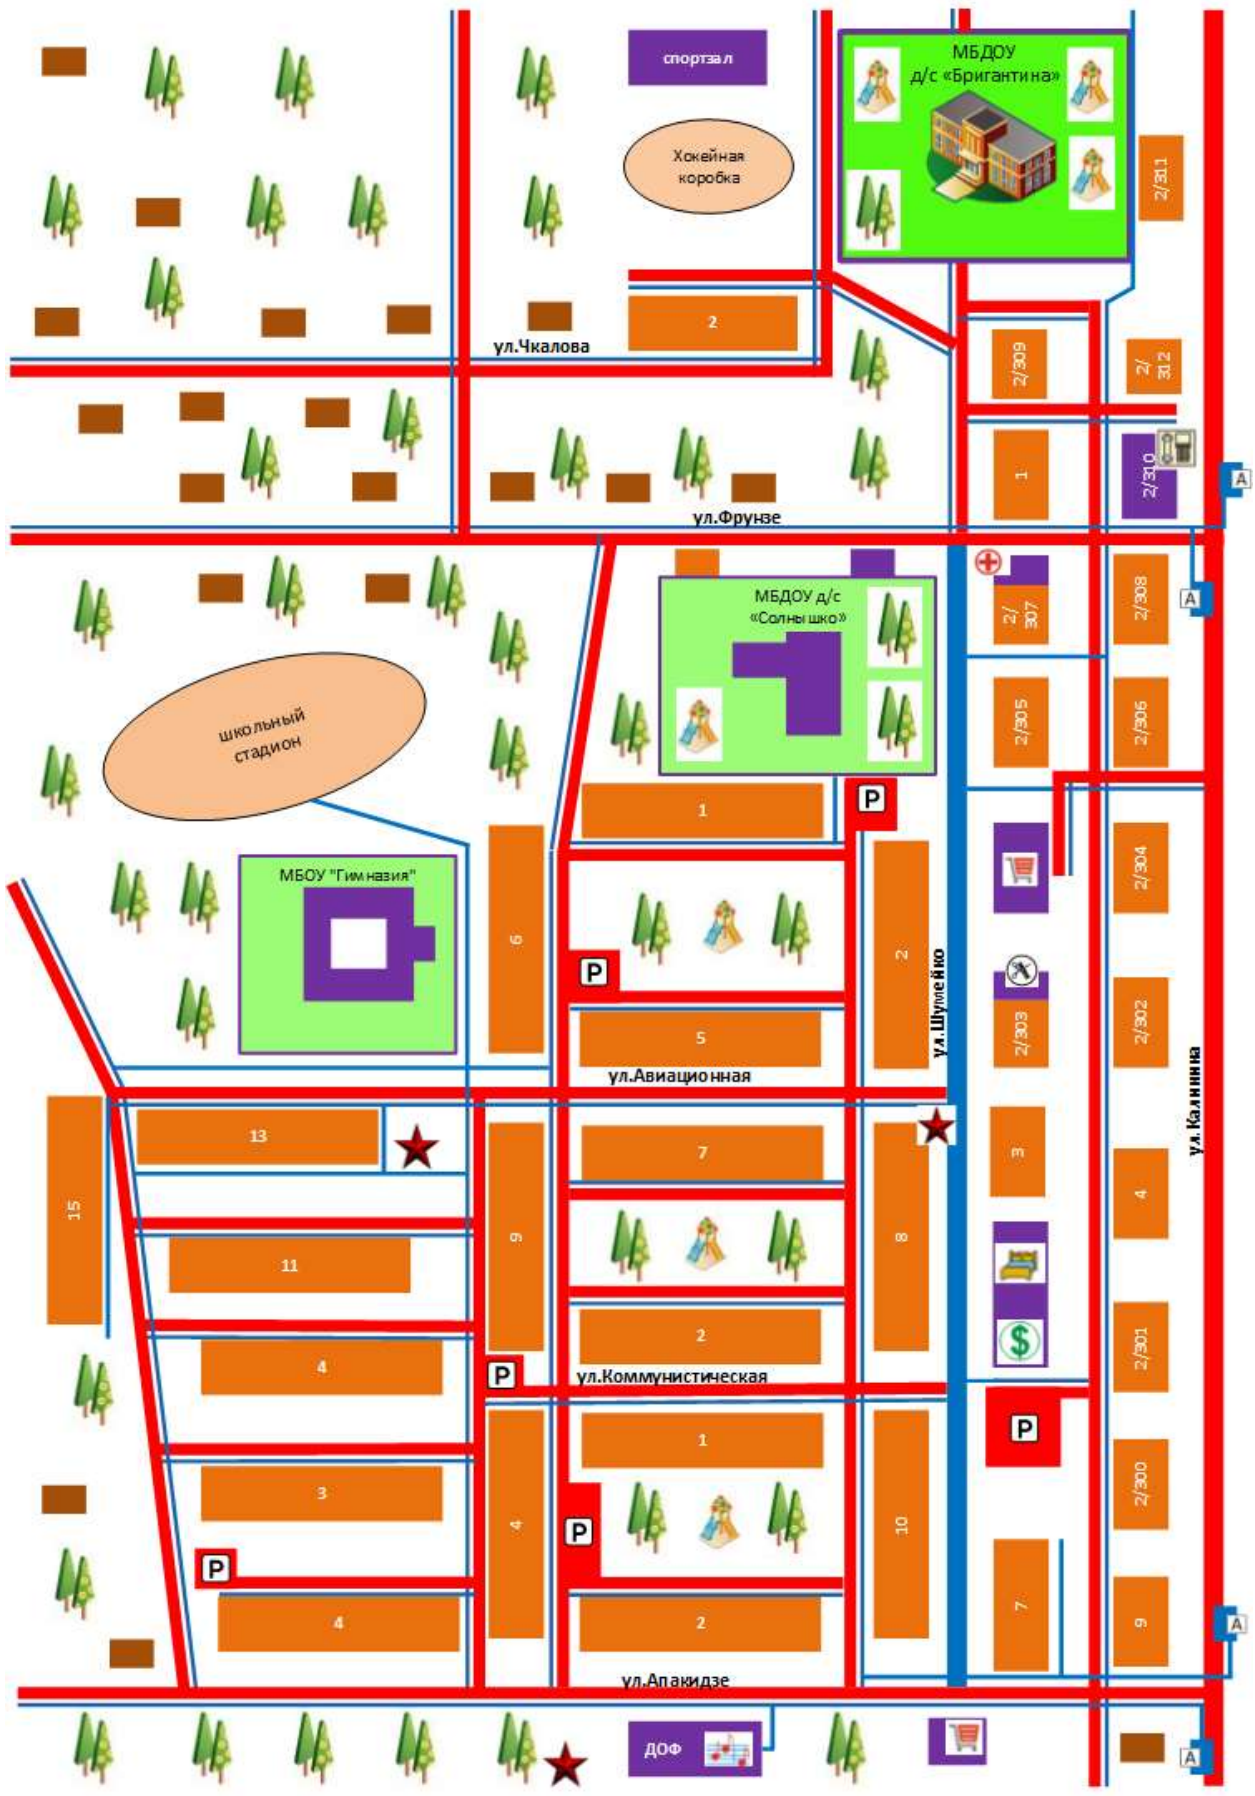 спортзал
МБДОУ
д/с «Бригантина»
Хокейная
коробка
2/311
2
ул.Чкалова
2/309
2/
312
1
2/310
A
ул.Фрунзе
МБДОУ д/с
«Солнышко»
2/
307
2/308
A
школьный
стадион
2/305
2/306
1
P
МБОУ "Гимназия"
6
2
2/304
P
ул.Шумейко
5
2/303
2/302
ул.Авиационная
ул.Калинина
13
7
3
15
9
8
4
11
$
2
2/301
4
P
ул.Коммунистическая
P
1
3
4
10
2/300
P
P
4
2
7
9
A
ул.Апакидзе
ДОФ
A